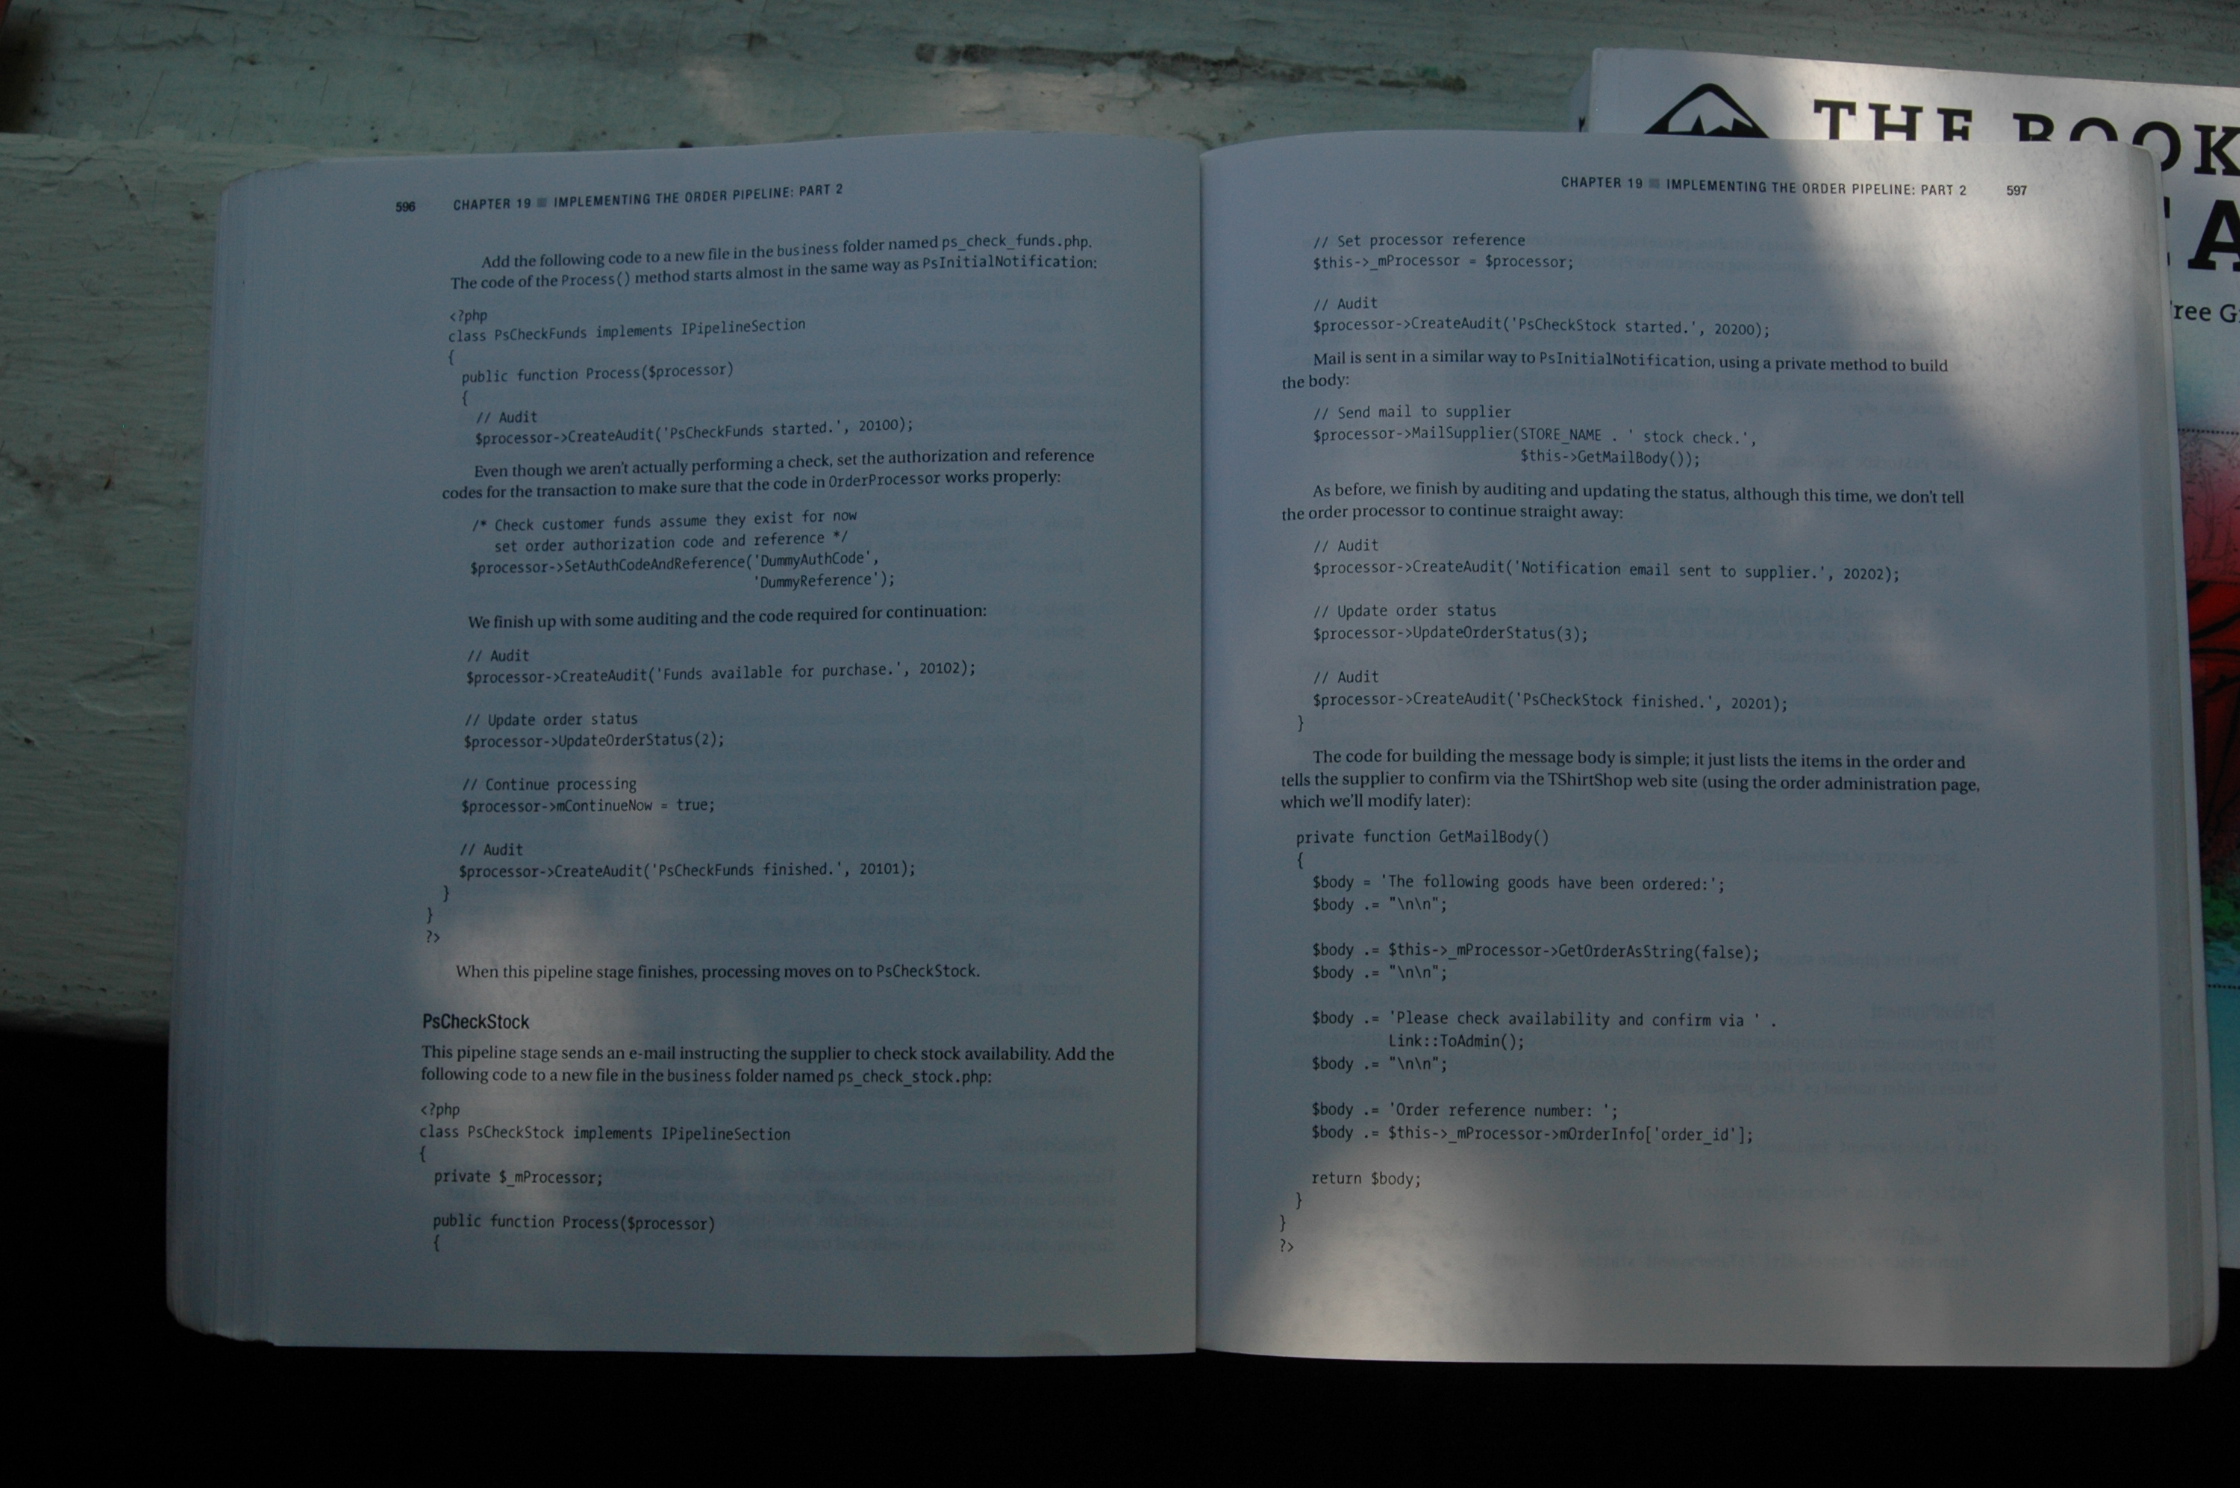 596 CHAPTER 19 ■ IMPLEMENTING THE ORDER PIPELINE: PART 2
Add the following code to a new file in the business folder named ps_check_funds.php.
The code of the Process() method starts almost in the same way as PsInitialNotification:
<?php
class PsCheckFunds implements IPipelineSection
{
public function Process($processor)
{
// Audit
$processor->CreateAudit('PsCheckFunds started.', 20100);
Even though we aren't actually performing a check, set the authorization and reference
codes for the transaction to make sure that the code in OrderProcessor works properly:
/* Check customer funds assume they exist for now
set order authorization code and reference */
$processor->SetAuthCodeAndReference('DummyAuthCode',
'DummyReference');
We finish up with some auditing and the code required for continuation:
// Audit
$processor->CreateAudit('Funds available for purchase.', 20102);
// Update order status
$processor->UpdateOrderStatus(2);
// Continue processing
$processor->mContinueNow = true;
// Audit
$processor->CreateAudit('PsCheckFunds finished.', 20101);
}
}
?>
When this pipeline stage finishes, processing moves on to PsCheckStock.
PsCheckStock
This pipeline stage sends an e-mail instructing the supplier to check stock availability. Add the
following code to a new file in the business folder named ps_check_stock.php:
<?php
class PsCheckStock implements IPipelineSection
{
private $_mProcessor;
public function Process($processor)
{
CHAPTER 19 ■ IMPLEMENTING THE ORDER PIPELINE: PART 2 597
// Set processor reference
$this->_mProcessor = $processor;
// Audit
$processor->CreateAudit('PsCheckStock started.', 20200);
Mail is sent in a similar way to PsInitialNotification, using a private method to build
the body:
// Send mail to supplier
$processor->MailSupplier(STORE_NAME . ' stock check.',
$this->GetMailBody());
As before, we finish by auditing and updating the status, although this time, we don't tell
the order processor to continue straight away:
// Audit
$processor->CreateAudit('Notification email sent to supplier.', 20202);
// Update order status
$processor->UpdateOrderStatus(3);
// Audit
$processor->CreateAudit('PsCheckStock finished.', 20201);
}
The code for building the message body is simple; it just lists the items in the order and
tells the supplier to confirm via the TShirtShop web site (using the order administration page,
which we'll modify later):
private function GetMailBody()
{
$body = 'The following goods have been ordered:';
$body .= "\n\n";
$body .= $this->_mProcessor->GetOrderAsString(false);
$body .= "\n\n";
$body .= 'Please check availability and confirm via ' .
Link::ToAdmin();
$body .= "\n\n";
$body .= 'Order reference number: ';
$body .= $this->_mProcessor->mOrderInfo['order_id'];
return $body;
}
}
?>
THE BOOK